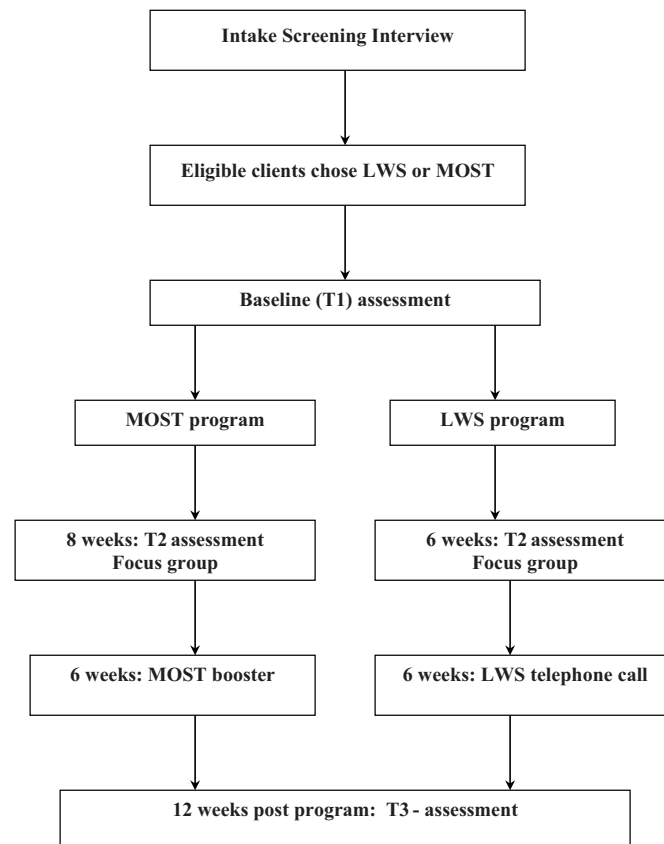 Intake Screening Interview
Eligible clients chose LWS or MOST
Baseline (T1) assessment
MOST program
LWS program
8 weeks: T2 assessment
Focus group
6 weeks: T2 assessment
Focus group
6 weeks: MOST booster
6 weeks: LWS telephone call
12 weeks post program: T3 - assessment